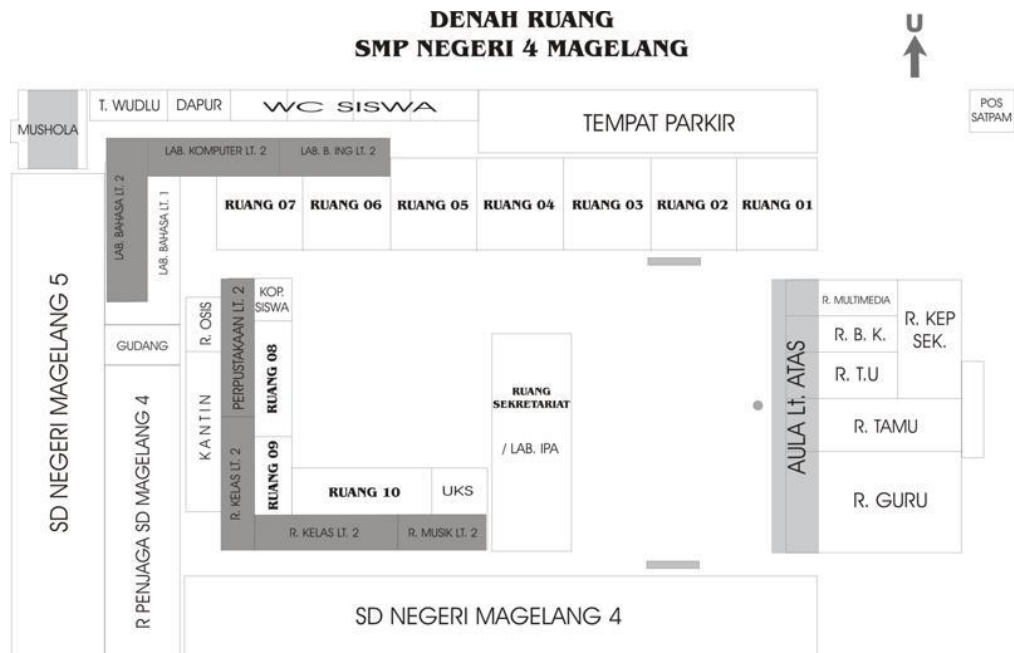 DENAH RUANG
SMP NEGERI 4 MAGELANG
U
MUSHOLA
T. WUDLU
DAPUR
WC SISWA
TEMPAT PARKIR
POS
SATPAM
LAB. KOMPUTER LT. 2
LAB. B. ING LT. 2
LAB. BAHASA LT. 2
LAB. BAHASA LT. 1
RUANG 07
RUANG 06
RUANG 05
RUANG 04
RUANG 03
RUANG 02
RUANG 01
SD NEGERI MAGELANG 5
GUDANG
R PENJAGA SD MAGELANG 4
R. OSIS
KANTIN
PERPUSTAKAAN LT. 2
R. KELAS LT. 2
KOP.
SISWA
RUANG 08
RUANG 09
RUANG 10
UKS
R. KELAS LT. 2
R. MUSIK LT. 2
RUANG
SEKRETARIAT
/ LAB. IPA
AULA Lt. ATAS
R. MULTIMEDIA
R. B. K.
R. T.U
R. KEP
SEK.
R. TAMU
R. GURU
SD NEGERI MAGELANG 4